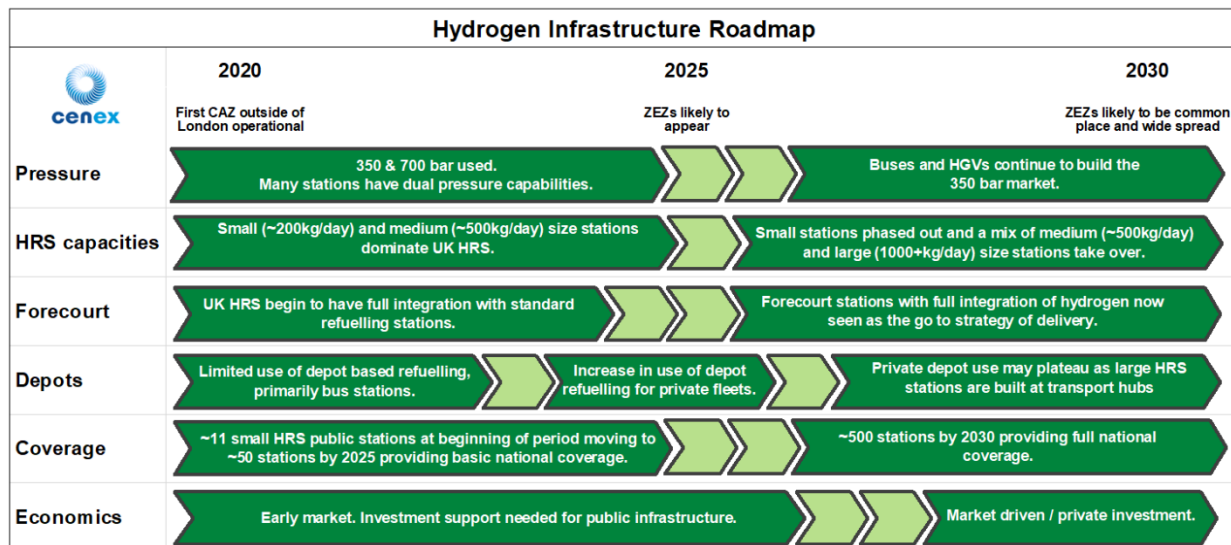 Hydrogen Infrastructure Roadmap
cenex
2020
2025
2030
First CAZ outside of
London operational
ZEZs likely to
appear
ZEZs likely to be common
place and wide spread
Pressure
350 & 700 bar used.
Many stations have dual pressure capabilities.
Buses and HGVs continue to build the
350 bar market.
HRS capacities
Small (~200kg/day) and medium (~500kg/day) size stations
dominate UK HRS.
Small stations phased out and a mix of medium (~500kg/day)
and large (1000+kg/day) size stations take over.
Forecourt
UK HRS begin to have full integration with standard
refuelling stations.
Forecourt stations with full integration of hydrogen now
seen as the go to strategy of delivery.
Depots
Limited use of depot based refuelling,
primarily bus stations.
Increase in use of depot
refuelling for private fleets.
Private depot use may plateau as large HRS
stations are built at transport hubs
Coverage
~11 small HRS public stations at beginning of period moving to
~50 stations by 2025 providing basic national coverage.
~500 stations by 2030 providing full national
coverage.
Economics
Early market. Investment support needed for public infrastructure.
Market driven / private investment.